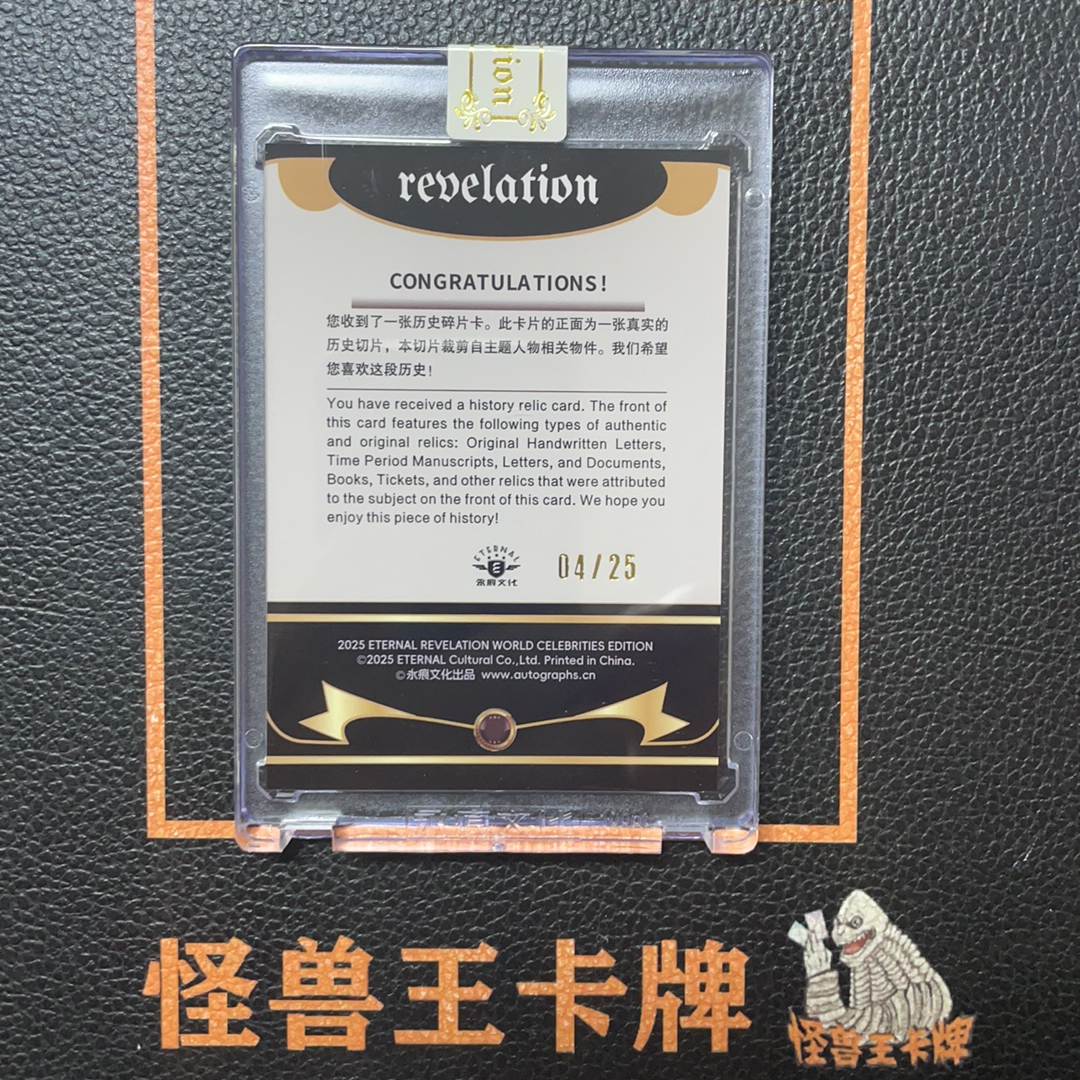 revelation
CONGRATULATIONS!
您收到了一张历史碎片卡。此卡片的正面为一张真实的
历史切片，本切片裁剪自主题人物相关物件。我们希望
您喜欢这段历史！
You have received a history relic card. The front of
this card features the following types of authentic
and original relics: Original Handwritten Letters,
Time Period Manuscripts, Letters, and Documents,
Books, Tickets, and other relics that were attributed
to the subject on the front of this card. We hope you
enjoy this piece of history!
ETERNAL
永痕文化
04/25
2025 ETERNAL REVELATION WORLD CELEBRITIES EDITION
©2025 ETERNAL Cultural Co.,Ltd. Printed in China.
©永痕文化出品 www.autographs.cn
怪兽王卡牌
怪兽王卡牌